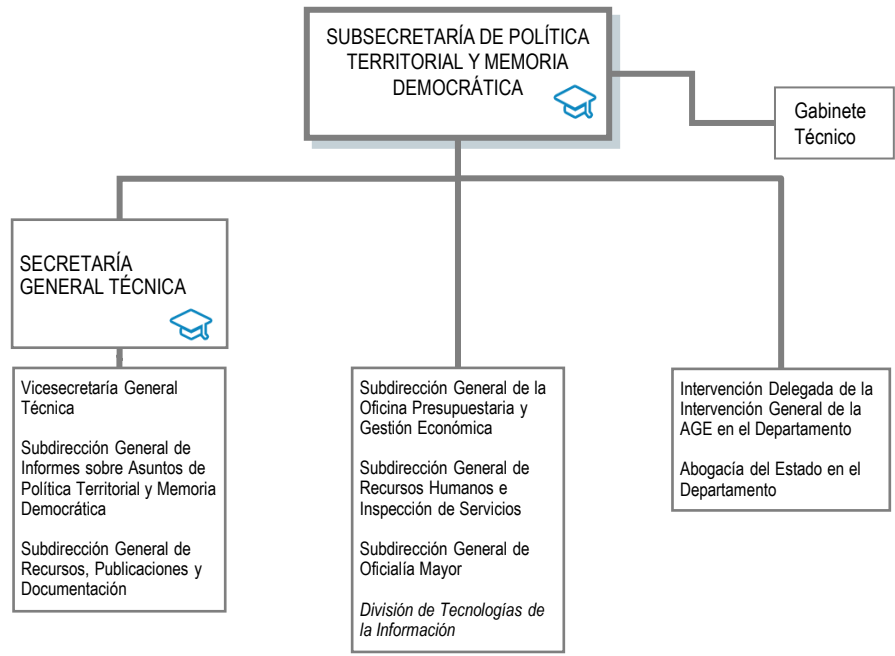 SUBSECRETARÍA DE POLÍTICA
TERRITORIAL Y MEMORIA
DEMOCRÁTICA
Gabinete
Técnico
SECRETARÍA
GENERAL TÉCNICA
Vicesecretaría General
Técnica
Subdirección General de
Informes sobre Asuntos de
Política Territorial y Memoria
Democrática
Subdirección General de
Recursos, Publicaciones y
Documentación
Subdirección General de la
Oficina Presupuestaria y
Gestión Económica
Subdirección General de
Recursos Humanos e
Inspección de Servicios
Subdirección General de
Oficialía Mayor
División de Tecnologías de
la Información
Intervención Delegada de la
Intervención General de la
AGE en el Departamento
Abogacía del Estado en el
Departamento